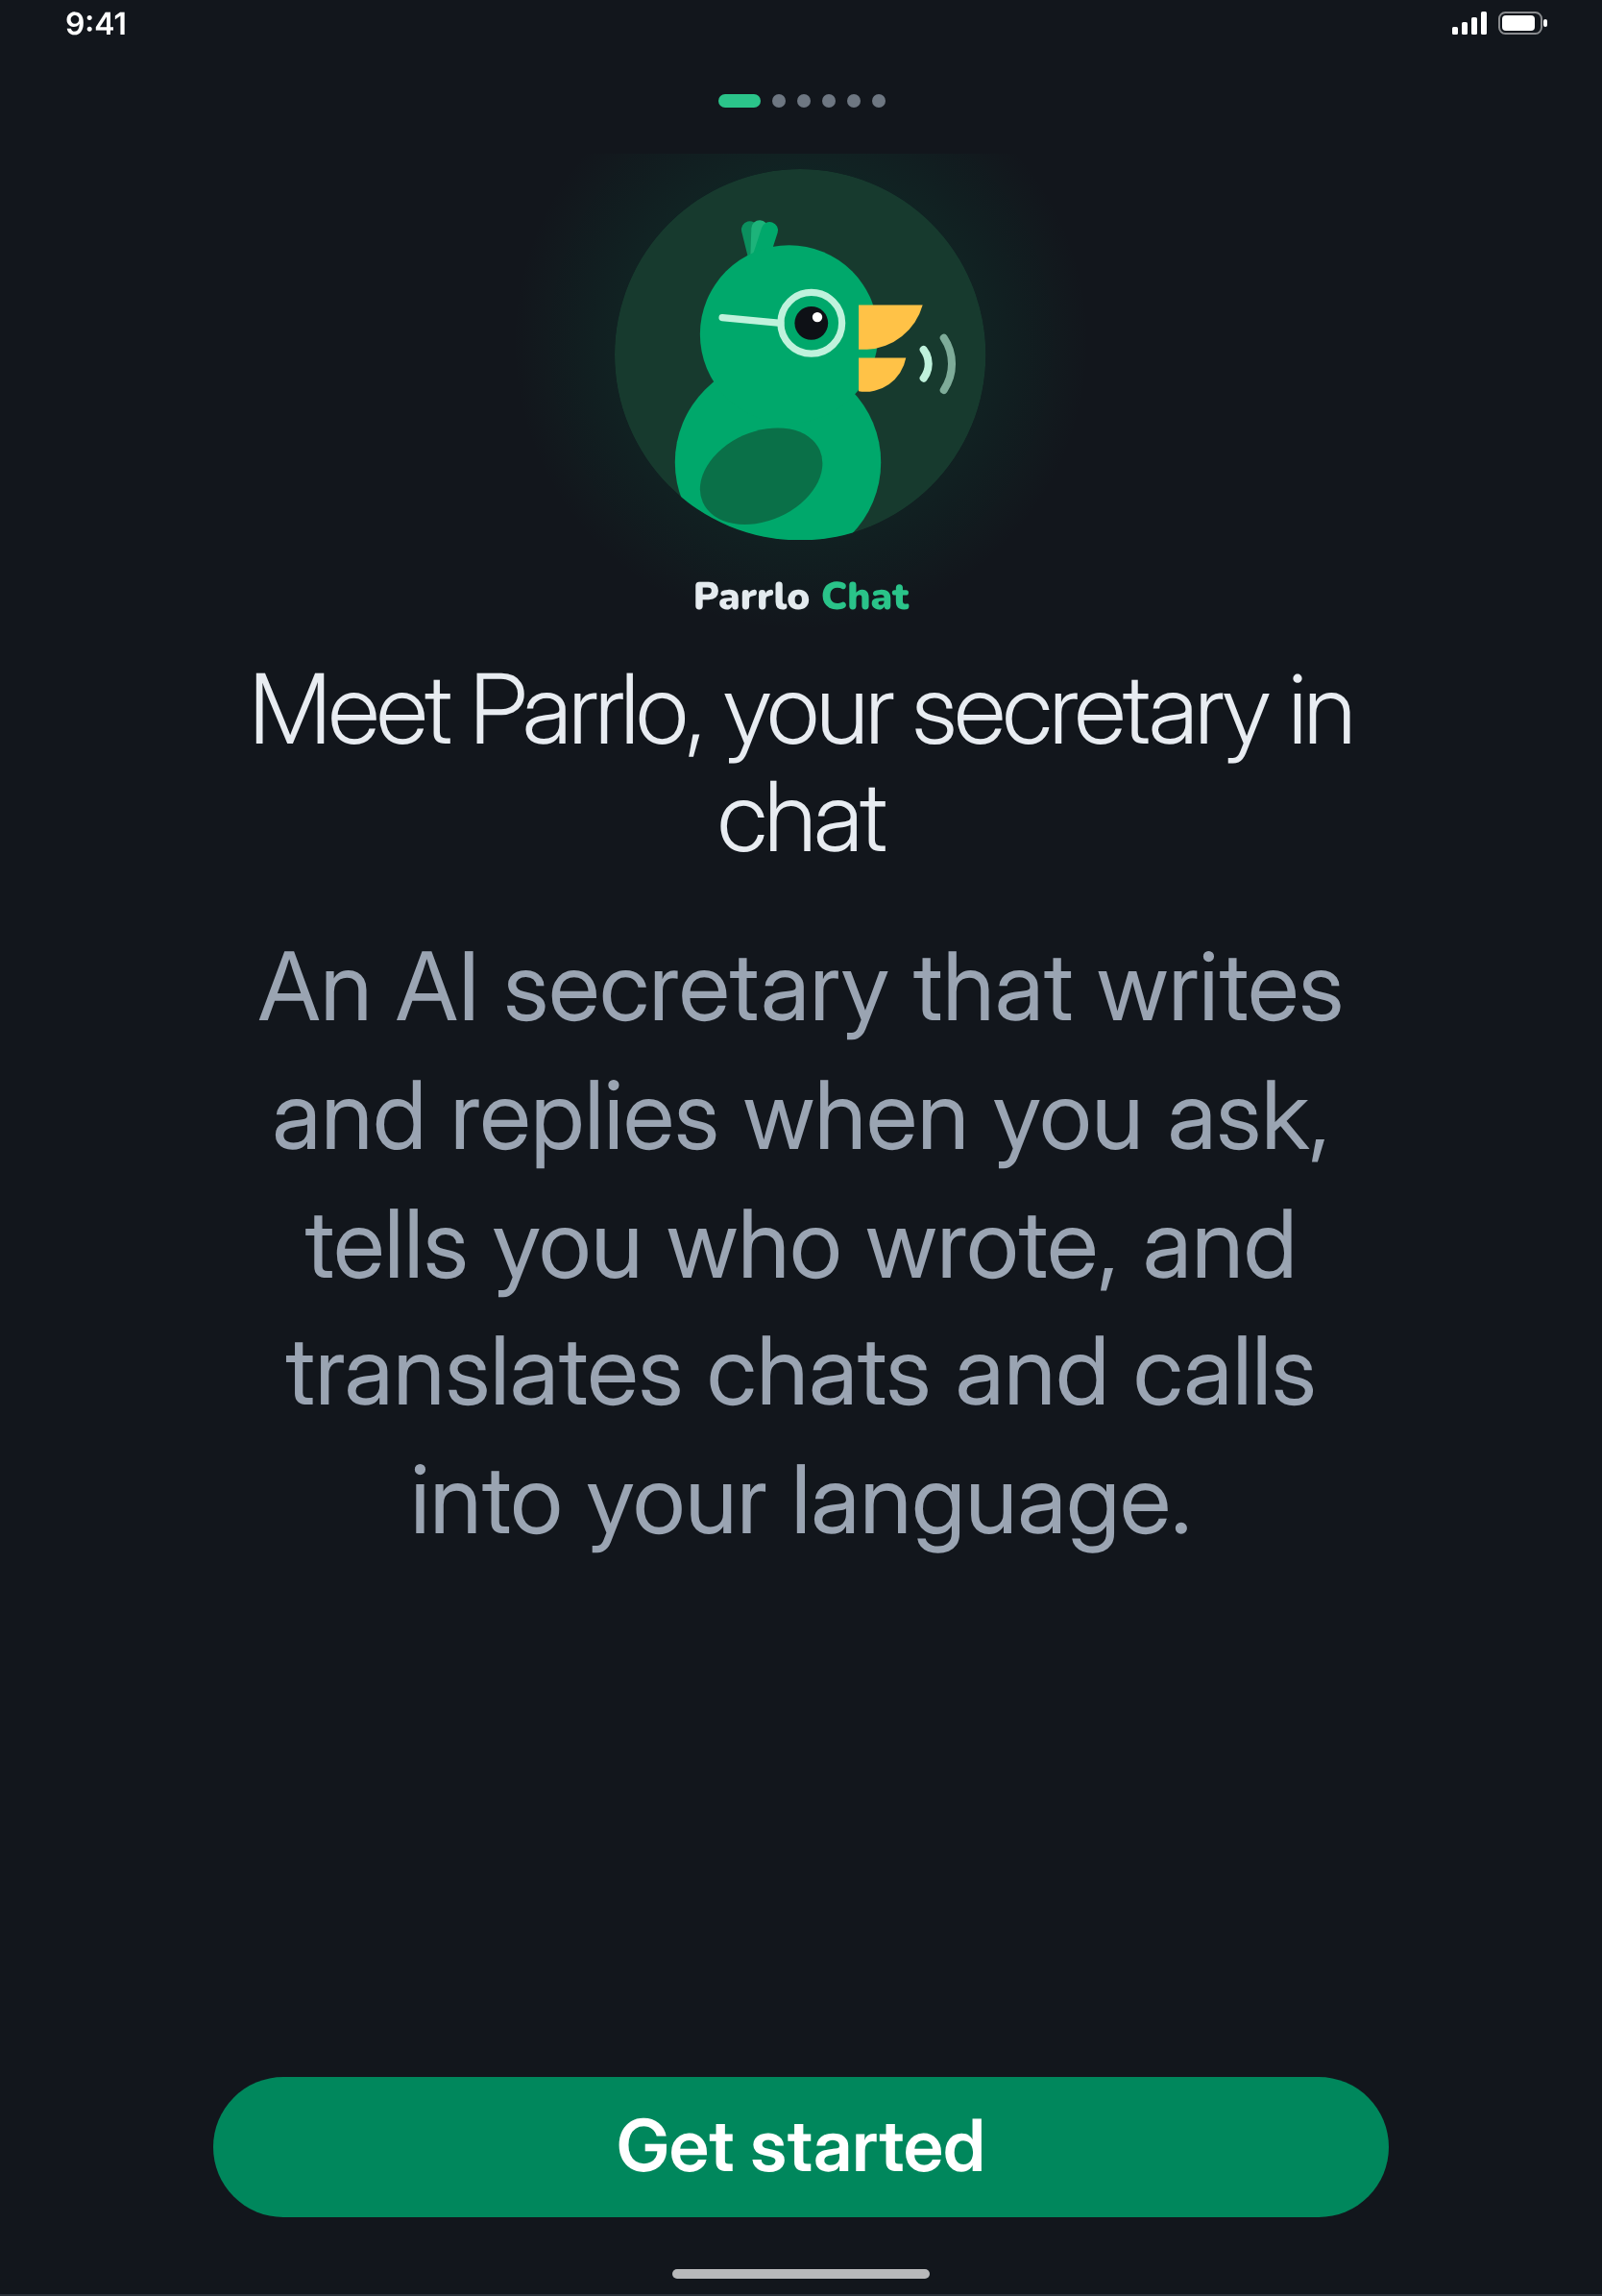 9:41
Parrlo Chat
Meet Parrlo, your secretary in
chat
An AI secretary that writes
and replies when you ask,
tells you who wrote, and
translates chats and calls
into your language.
Get started